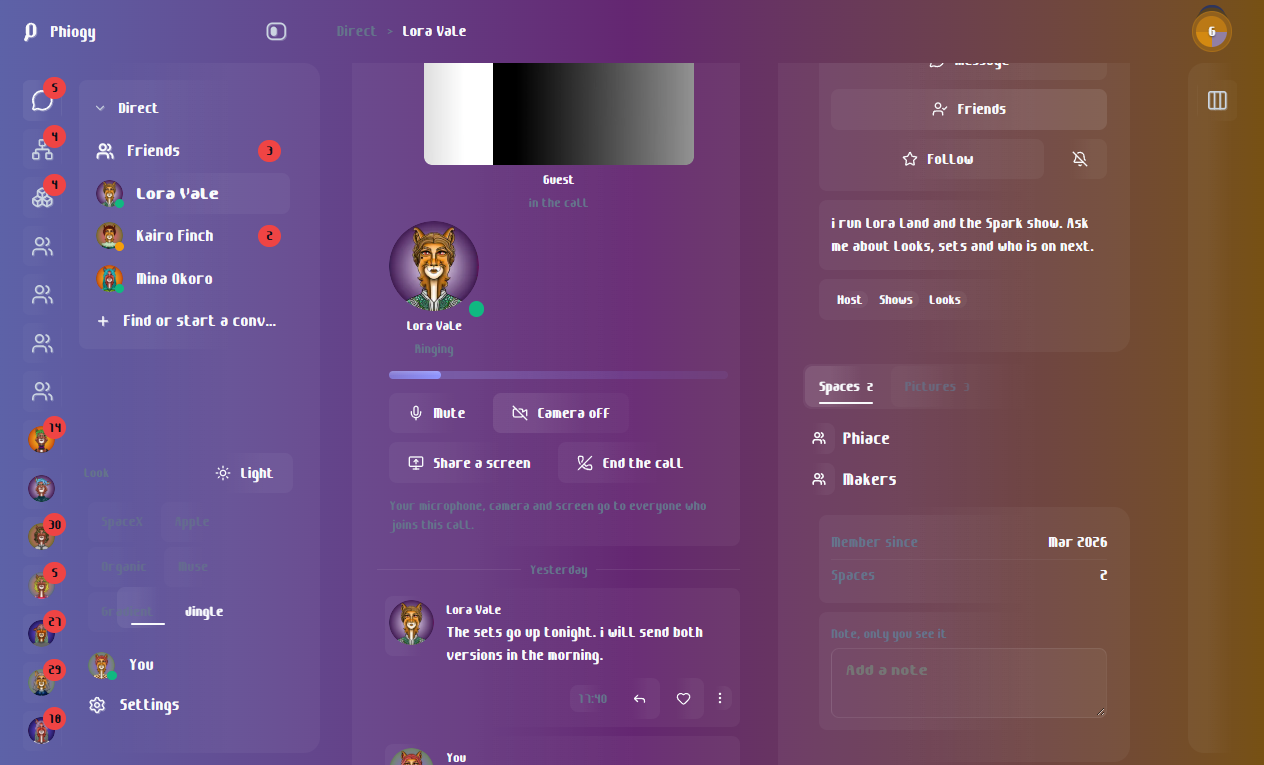 Phiogy
Direct > Lora Vale
G
5
4
4
14
30
5
27
29
10
Direct
Friends 3
Lora Vale
Kairo Finch 2
Mina Okoro
+ Find or start a conv...
Look
Light
SpaceX Apple
Organic Muse
Jingle
You
Settings
Guest
in the call
Lora Vale
Ringing
Mute Camera off
Share a screen End the call
Your microphone, camera and screen go to everyone who
joins this call.
Yesterday
Lora Vale
The sets go up tonight. i will send both
versions in the morning.
17:40
You
Message
Friends
Follow
i run Lora Land and the Spark show. Ask
me about Looks, sets and who is on next.
Host Shows Looks
Spaces 2 Pictures 3
Phiace
Makers
Member since Mar 2026
Spaces 2
Note, only you see it
Add a note